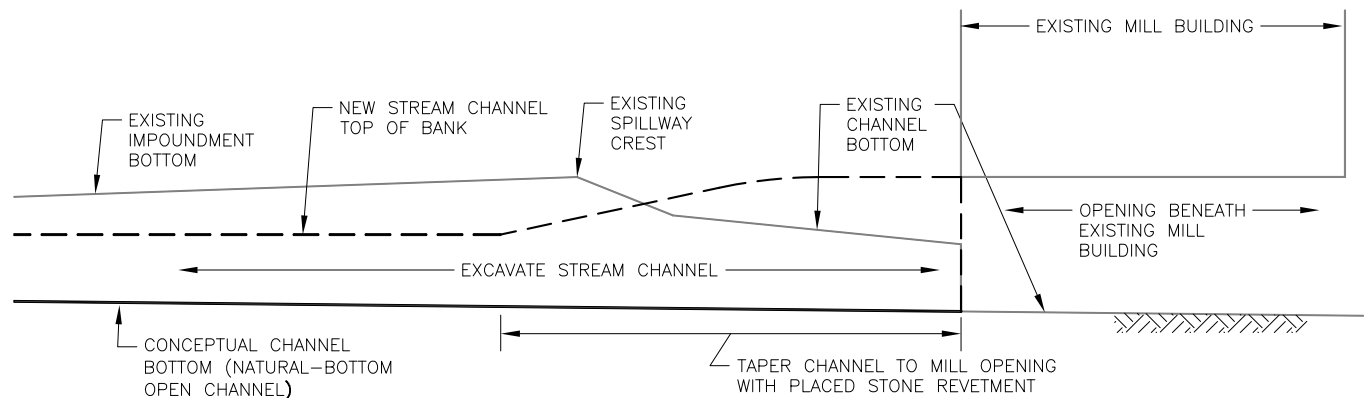 EXISTING MILL BUILDING
EXISTING
IMPOUNDMENT
BOTTOM
NEW STREAM CHANNEL
TOP OF BANK
EXISTING
SPILLWAY
CREST
EXISTING
CHANNEL
BOTTOM
OPENING BENEATH
EXISTING MILL
BUILDING
EXCAVATE STREAM CHANNEL
CONCEPTUAL CHANNEL
BOTTOM (NATURAL-BOTTOM
OPEN CHANNEL)
TAPER CHANNEL TO MILL OPENING
WITH PLACED STONE REVETMENT